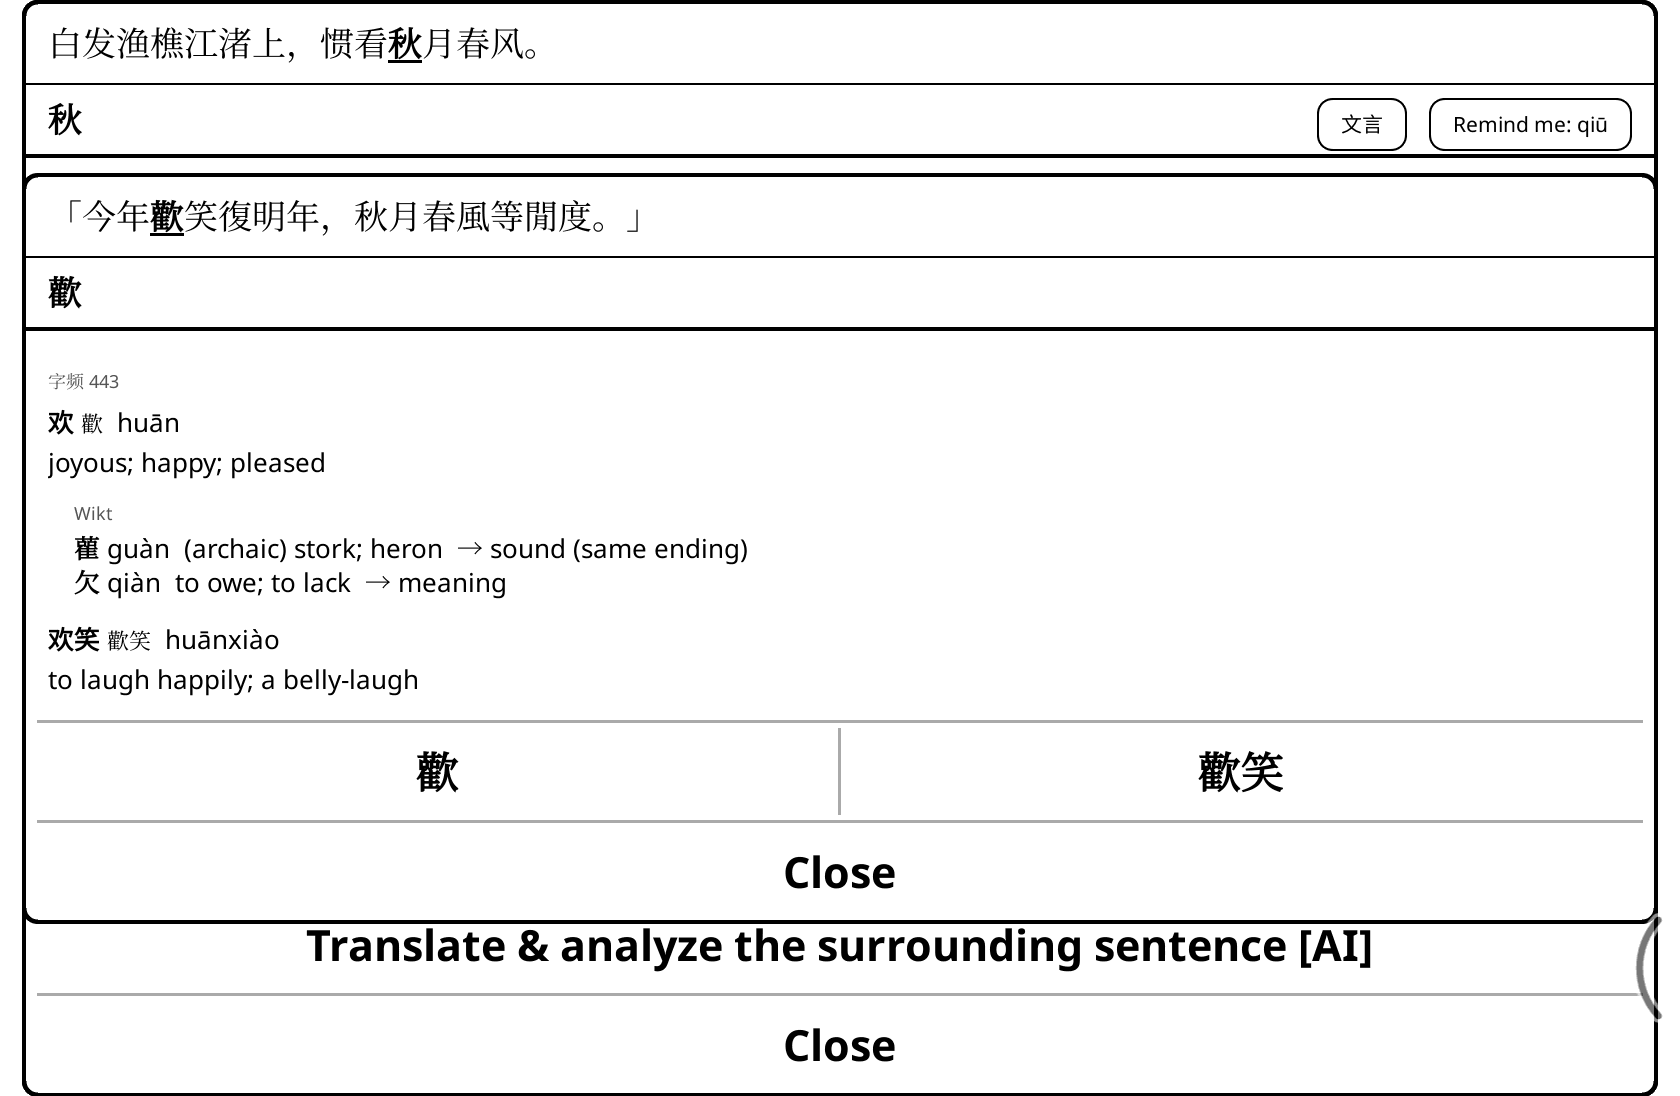 白发渔樵江渚上，惯看秋月春风。
秋
文言
Remind me: qiū
「今年歡笑復明年，秋月春風等閒度。」
歡
字频 443
欢 歡 huān
joyous; happy; pleased
Wikt
雚 guàn (archaic) stork; heron → sound (same ending)
欠 qiàn to owe; to lack → meaning
欢笑 歡笑 huānxiào
to laugh happily; a belly-laugh
歡
歡笑
Close
Translate & analyze the surrounding sentence [AI]
Close